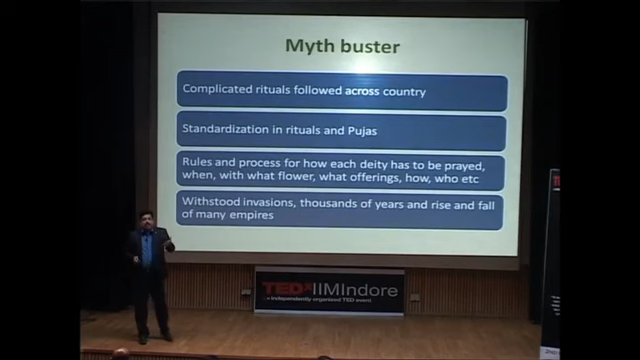 Myth buster
Complicated rituals followed across country
Standardization in rituals and Pujas
Rules and process for how each deity has to be prayed,
when, with what flower, what offerings, how, who etc
Withstood invasions, thousands of years and rise and fall
of many empires
TEDxIIMIndore
x = independently organized TED event